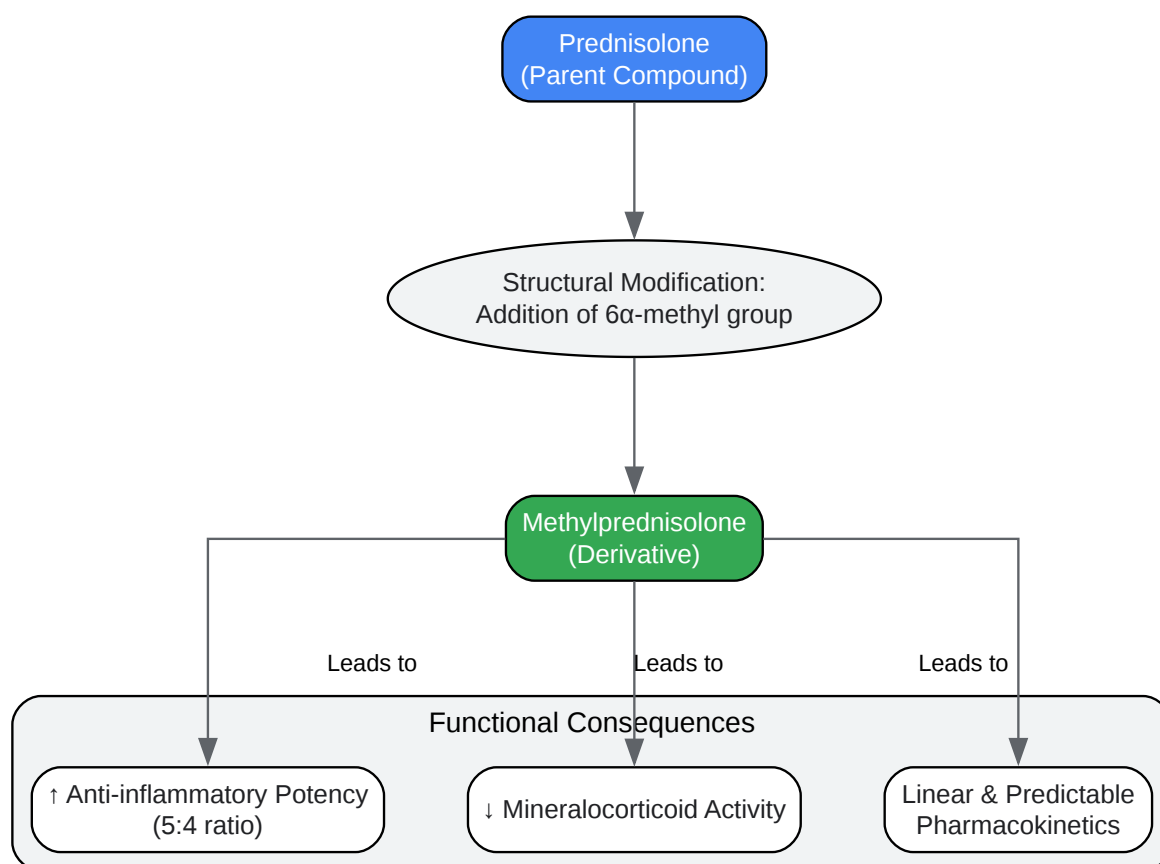 Prednisolone
(Parent Compound)
Structural Modification:
Addition of 6α-methyl group
Methylprednisolone
(Derivative)
Leads to
Leads to
Leads to
Functional Consequences
↑ Anti-inflammatory Potency
(5:4 ratio)
↓ Mineralocorticoid Activity
Linear & Predictable
Pharmacokinetics